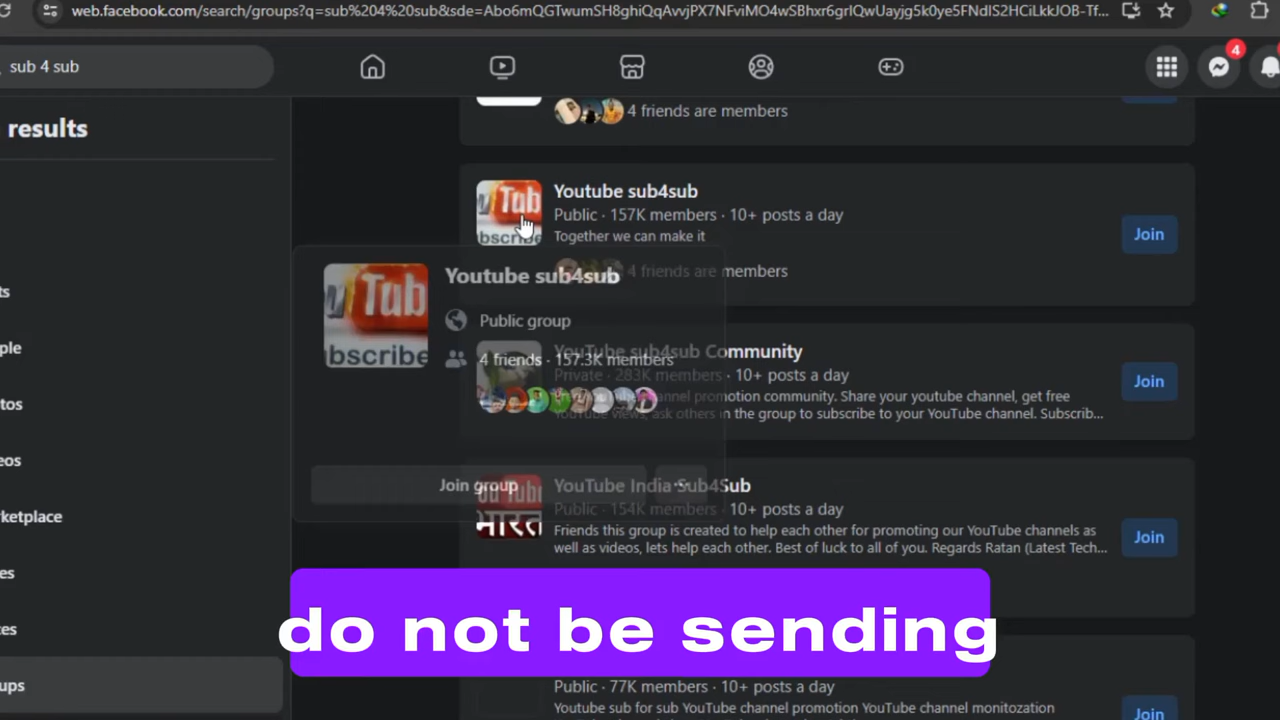 web.facebook.com/search/groups?q=sub%204%20sub&sde=Abo6mQGTwumSH8ghiQqAvvjPX7NFviMO4wSBhxr6grIQwUayjg5k0ye5FNdIS2HCiLkkJOB-Tf...
sub 4 sub
4
results
4 friends are members
Youtube sub4sub
Public · 157K members · 10+ posts a day
Together we can make it
4 friends are members
Join
Youtube sub4sub
Public group
4 friends · 157.3K members
Join group
YouTube sub4sub Community
Private · 283K members · 10+ posts a day
promotion community. Share your youtube channel, get free
YouTube views, ask others in the group to subscribe to your YouTube channel. Subscrib...
Join
YouTube India Sub4Sub
Public · 154K members · 10+ posts a day
Friends this group is created to help each other for promoting our YouTube channels as
well as videos, lets help each other. Best of luck to all of you. Regards Ratan (Latest Tech...
Join
भारत
ts
ple
tos
eos
ketplace
es
tes
ups
do not be sending
Public · 77K members · 10+ posts a day
Youtube sub for sub YouTube channel promotion YouTube channel monitozation
Join